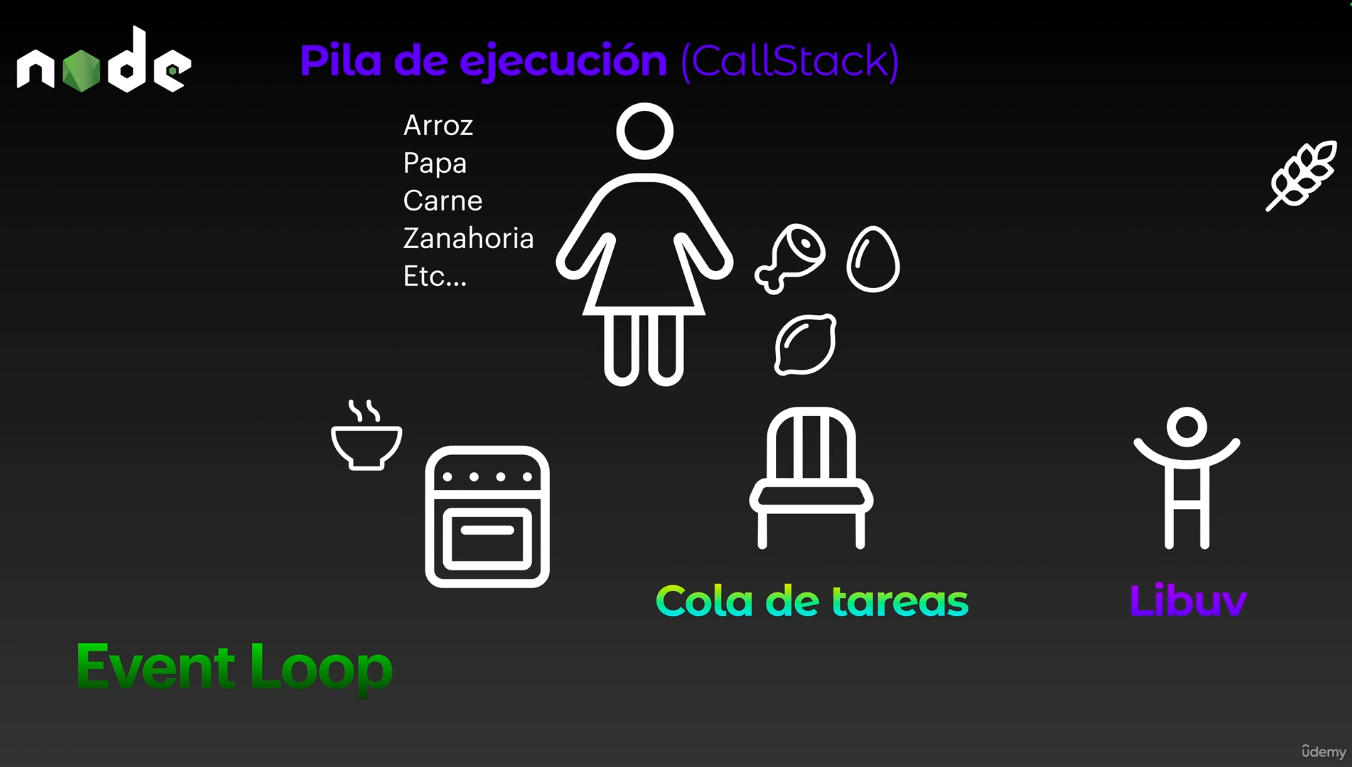 node
Pila de ejecución (CallStack)
Arroz
Papa
Carne
Zanahoria
Etc...
Cola de tareas
Libuv
Event Loop
ûdemy